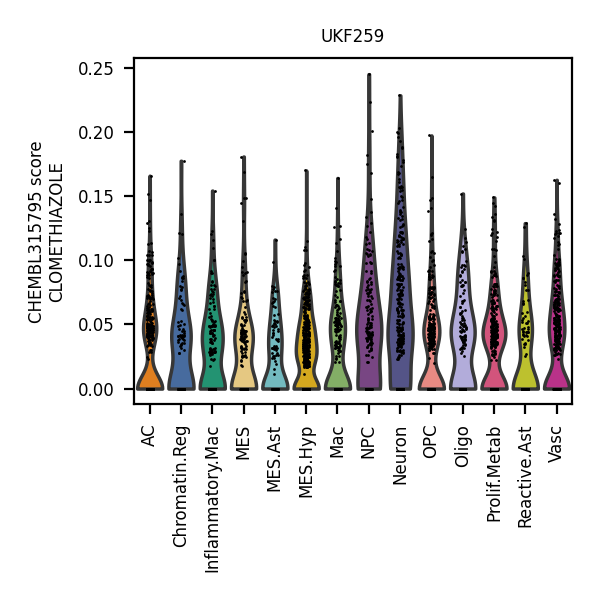 UKF259
CHEMBL315795 score
CLOMETHIAZOLE
0.25
0.20
0.15
0.10
0.05
0.00
AC
Chromatin.Reg
Inflammatory.Mac
MES
MES.Ast
MES.Hyp
Mac
NPC
Neuron
OPC
Oligo
Prolif.Metab
Reactive.Ast
Vasc